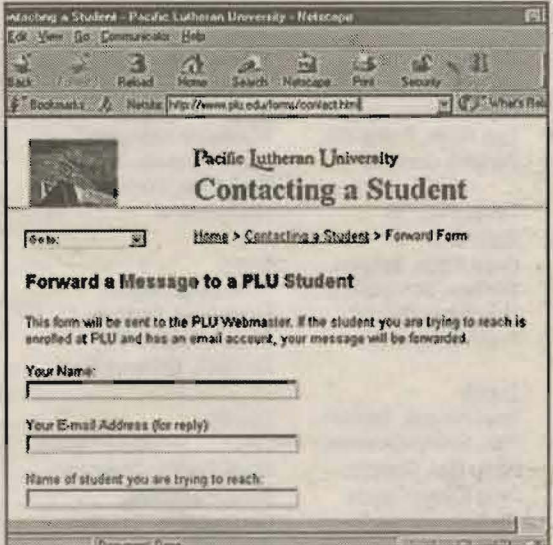 ntacting a Student - Pacific Lutheran University - Netscape
Edit View Go Communicator Help
Back Reload Home Search Netscape Print Security
Bookmarks Netsite: http://www.plu.edu/forms/contact.html What's Rel
Pacific Lutheran University
Contacting a Student
Go to: Home > Contacting a Student > Forward Form
Forward a Message to a PLU Student
This form will be sent to the PLU Webmaster. If the student you are trying to reach is
enrolled at PLU and has an email account, your message will be forwarded.
Your Name:
Your E-mail Address (for reply)
Name of student you are trying to reach:
Document: Done